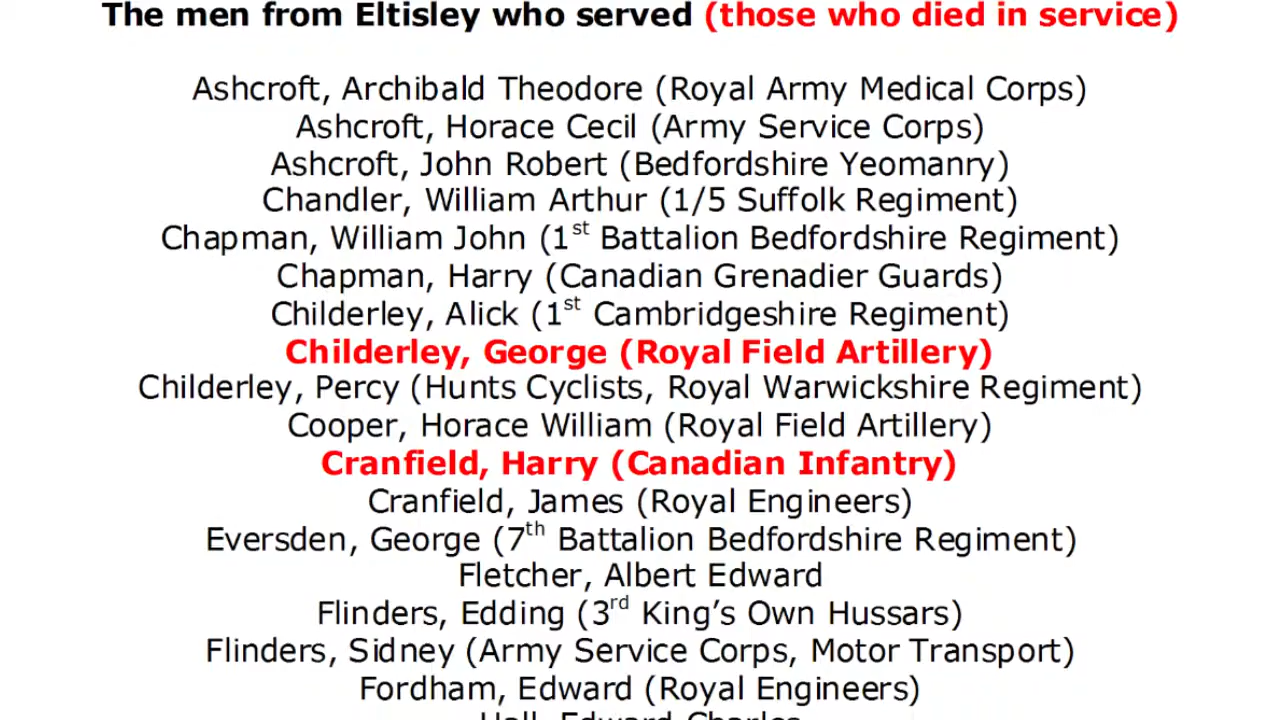 The men from Eltisley who served (those who died in service)
Ashcroft, Archibald Theodore (Royal Army Medical Corps)
Ashcroft, Horace Cecil (Army Service Corps)
Ashcroft, John Robert (Bedfordshire Yeomanry)
Chandler, William Arthur (1/5 Suffolk Regiment)
Chapman, William John (1st Battalion Bedfordshire Regiment)
Chapman, Harry (Canadian Grenadier Guards)
Childerley, Alick (1st Cambridgeshire Regiment)
Childerley, George (Royal Field Artillery)
Childerley, Percy (Hunts Cyclists, Royal Warwickshire Regiment)
Cooper, Horace William (Royal Field Artillery)
Cranfield, Harry (Canadian Infantry)
Cranfield, James (Royal Engineers)
Eversden, George (7th Battalion Bedfordshire Regiment)
Fletcher, Albert Edward
Flinders, Edding (3rd King’s Own Hussars)
Flinders, Sidney (Army Service Corps, Motor Transport)
Fordham, Edward (Royal Engineers)
Hall, Edward Charles